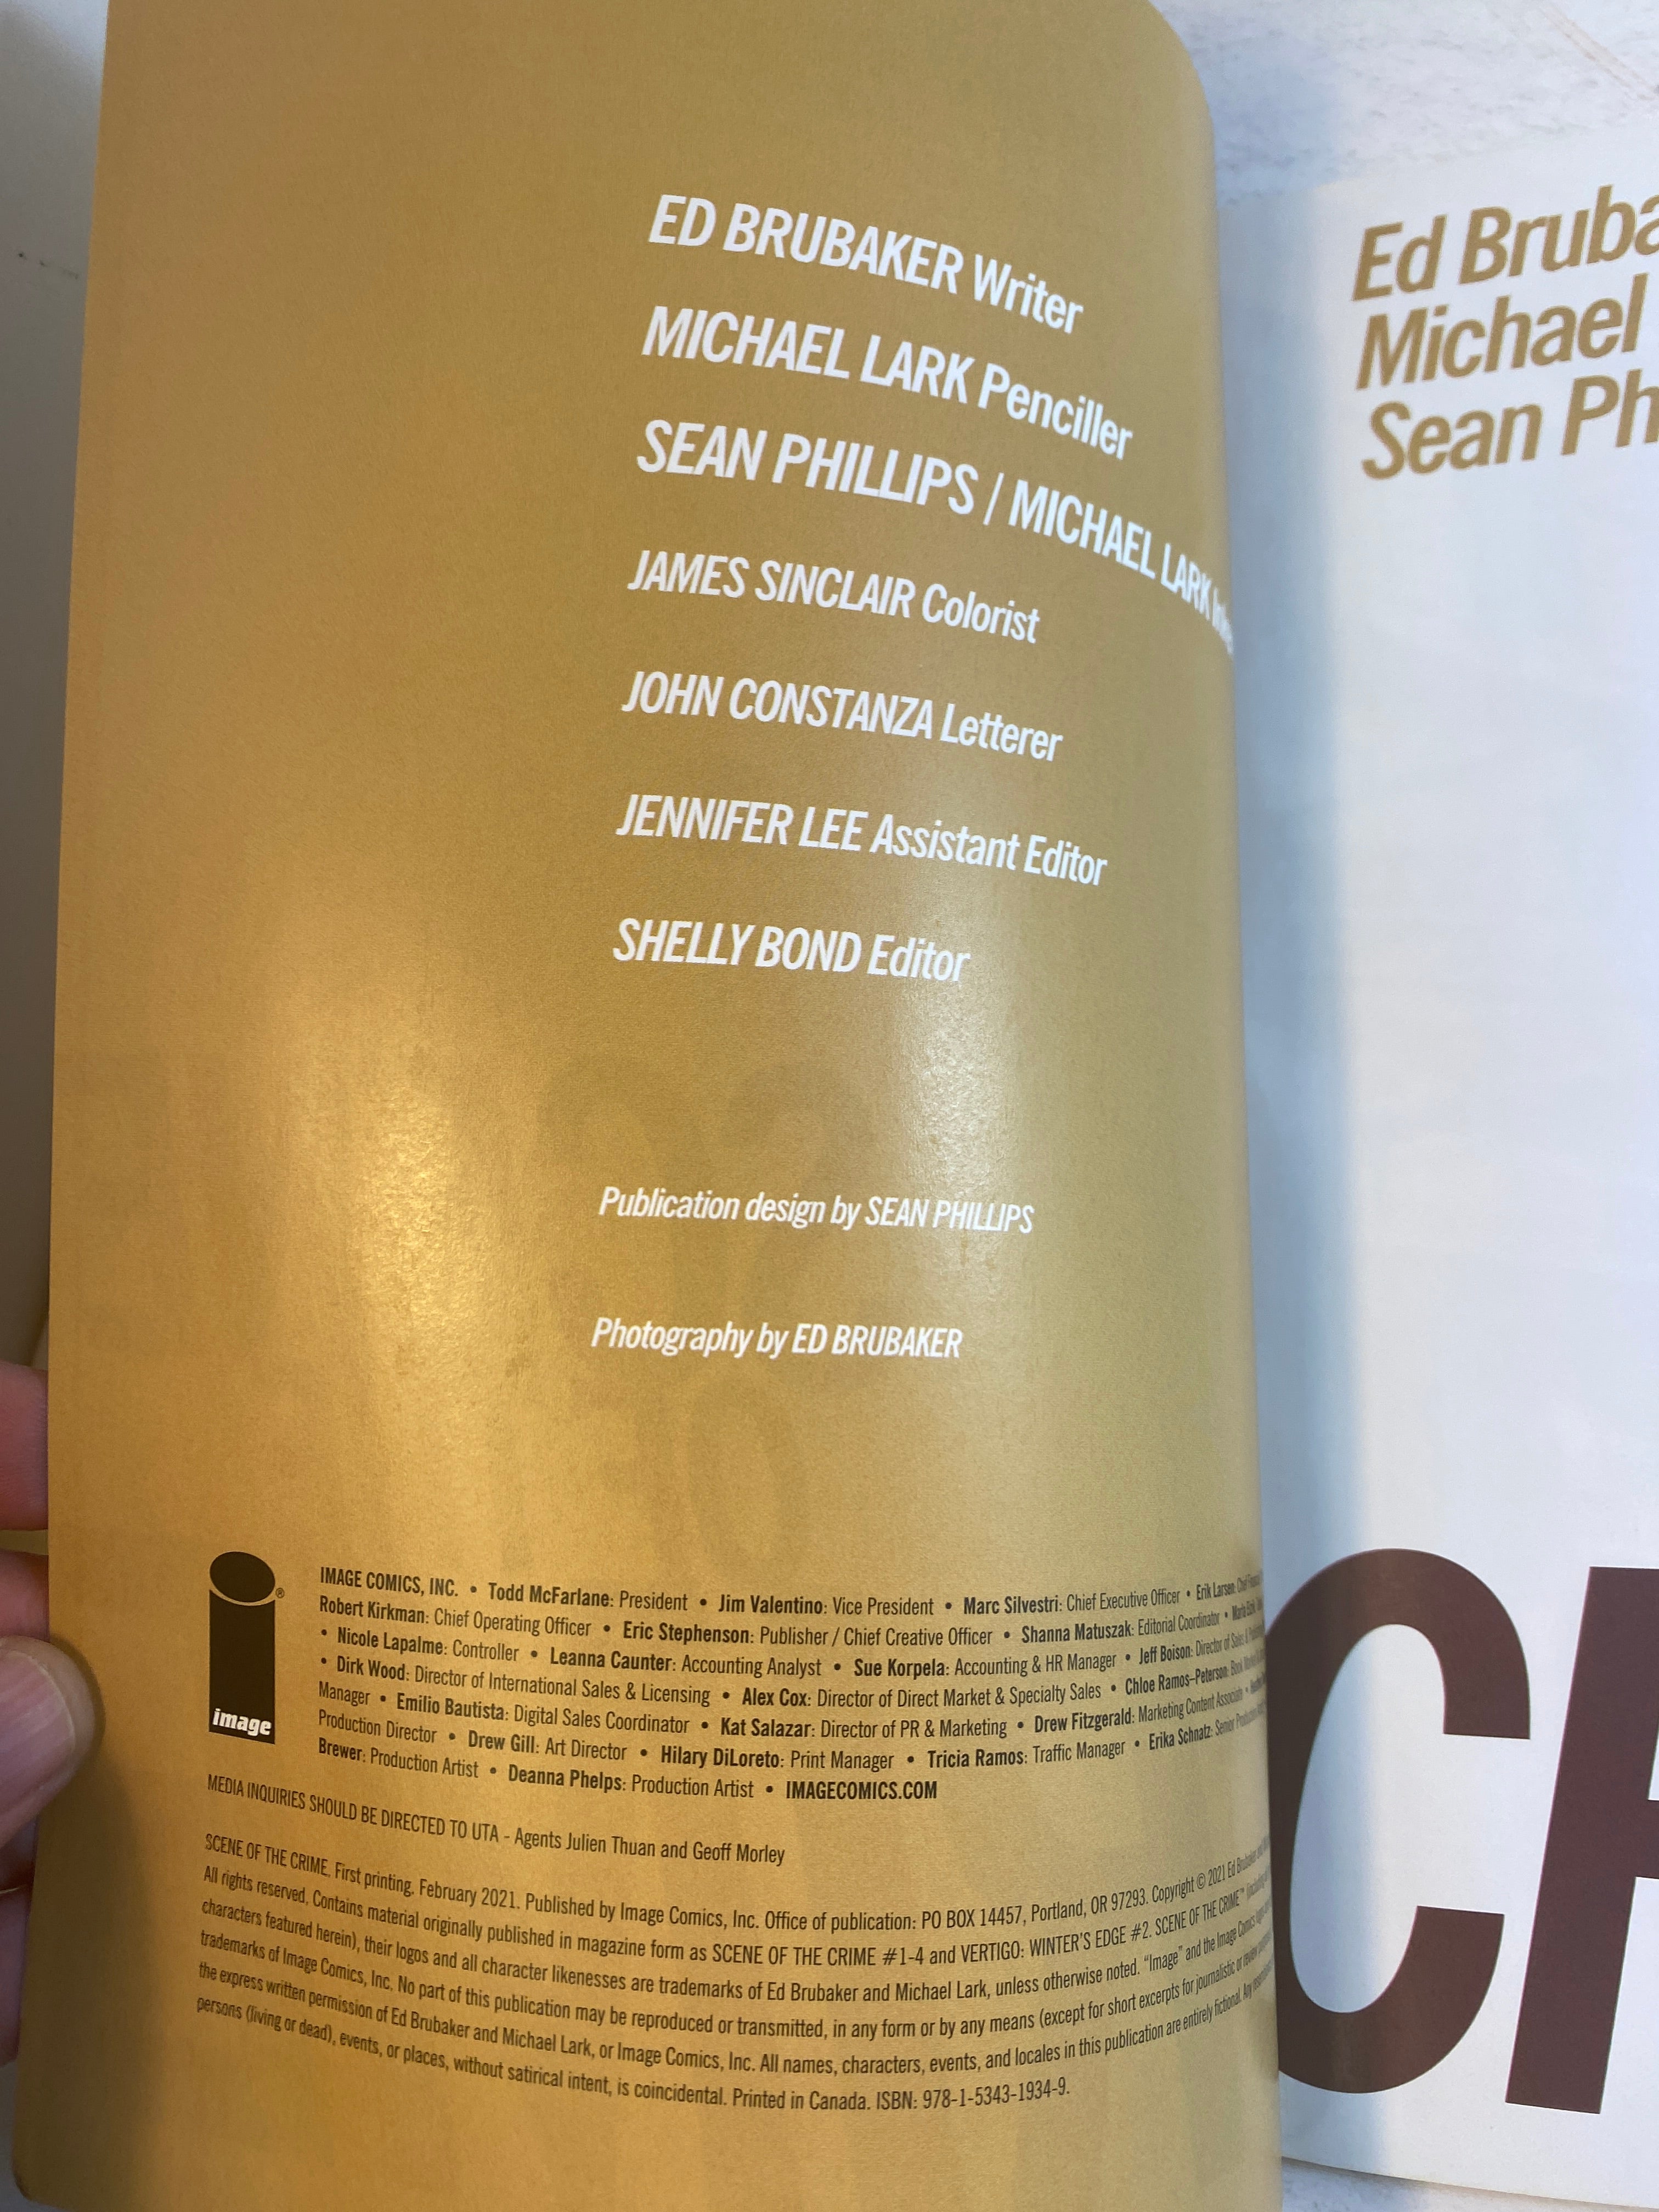 ED BRUBAKER Writer
MICHAEL LARK Penciller
SEAN PHILLIPS / MICHAEL LARK
JAMES SINCLAIR Colorist
JOHN CONSTANZA Letterer
JENNIFER LEE Assistant Editor
SHELLY BOND Editor
Publication design by SEAN PHILLIPS
Photography by ED BRUBAKER
image
IMAGE COMICS, INC. • Todd McFarlane: President • Jim Valentino: Vice President • Marc Silvestri: Chief Executive Officer • Erik Larsen: Chief
Robert Kirkman: Chief Operating Officer • Eric Stephenson: Publisher / Chief Creative Officer • Shanna Matuszak: Editorial Coordinator •
• Nicole Lapalme: Controller • Leanna Caunter: Accounting Analyst • Sue Korpela: Accounting & HR Manager • Jeff Boison: Director of Sales &
• Dirk Wood: Director of International Sales & Licensing • Alex Cox: Director of Direct Market & Specialty Sales • Chloe Ramos-Peterson: Book
Manager • Emilio Bautista: Digital Sales Coordinator • Kat Salazar: Director of PR & Marketing • Drew Fitzgerald: Marketing Content Associate •
Production Director • Drew Gill: Art Director • Hilary DiLoreto: Print Manager • Tricia Ramos: Traffic Manager • Erika Schnatz: Senior
Brewer: Production Artist • Deanna Phelps: Production Artist • IMAGECOMICS.COM
MEDIA INQUIRIES SHOULD BE DIRECTED TO UTA - Agents Julien Thuan and Geoff Morley
SCENE OF THE CRIME. First printing. February 2021. Published by Image Comics, Inc. Office of publication: PO BOX 14457, Portland, OR 97293. Copyright © 2021 Ed Brubaker
All rights reserved. Contains material originally published in magazine form as SCENE OF THE CRIME #1-4 and VERTIGO: WINTER'S EDGE #2. SCENE OF THE CRIME™ (including
characters featured herein), their logos and all character likenesses are trademarks of Ed Brubaker and Michael Lark, unless otherwise noted. "Image" and the Image Comics
trademarks of Image Comics, Inc. No part of this publication may be reproduced or transmitted, in any form or by any means (except for short excerpts for journalistic or review
the express written permission of Ed Brubaker and Michael Lark, or Image Comics, Inc. All names, characters, events, and locales in this publication are entirely fictional. Any
persons (living or dead), events, or places, without satirical intent, is coincidental. Printed in Canada. ISBN: 978-1-5343-1934-9.
Ed Bruba
Michael
Sean Ph
C